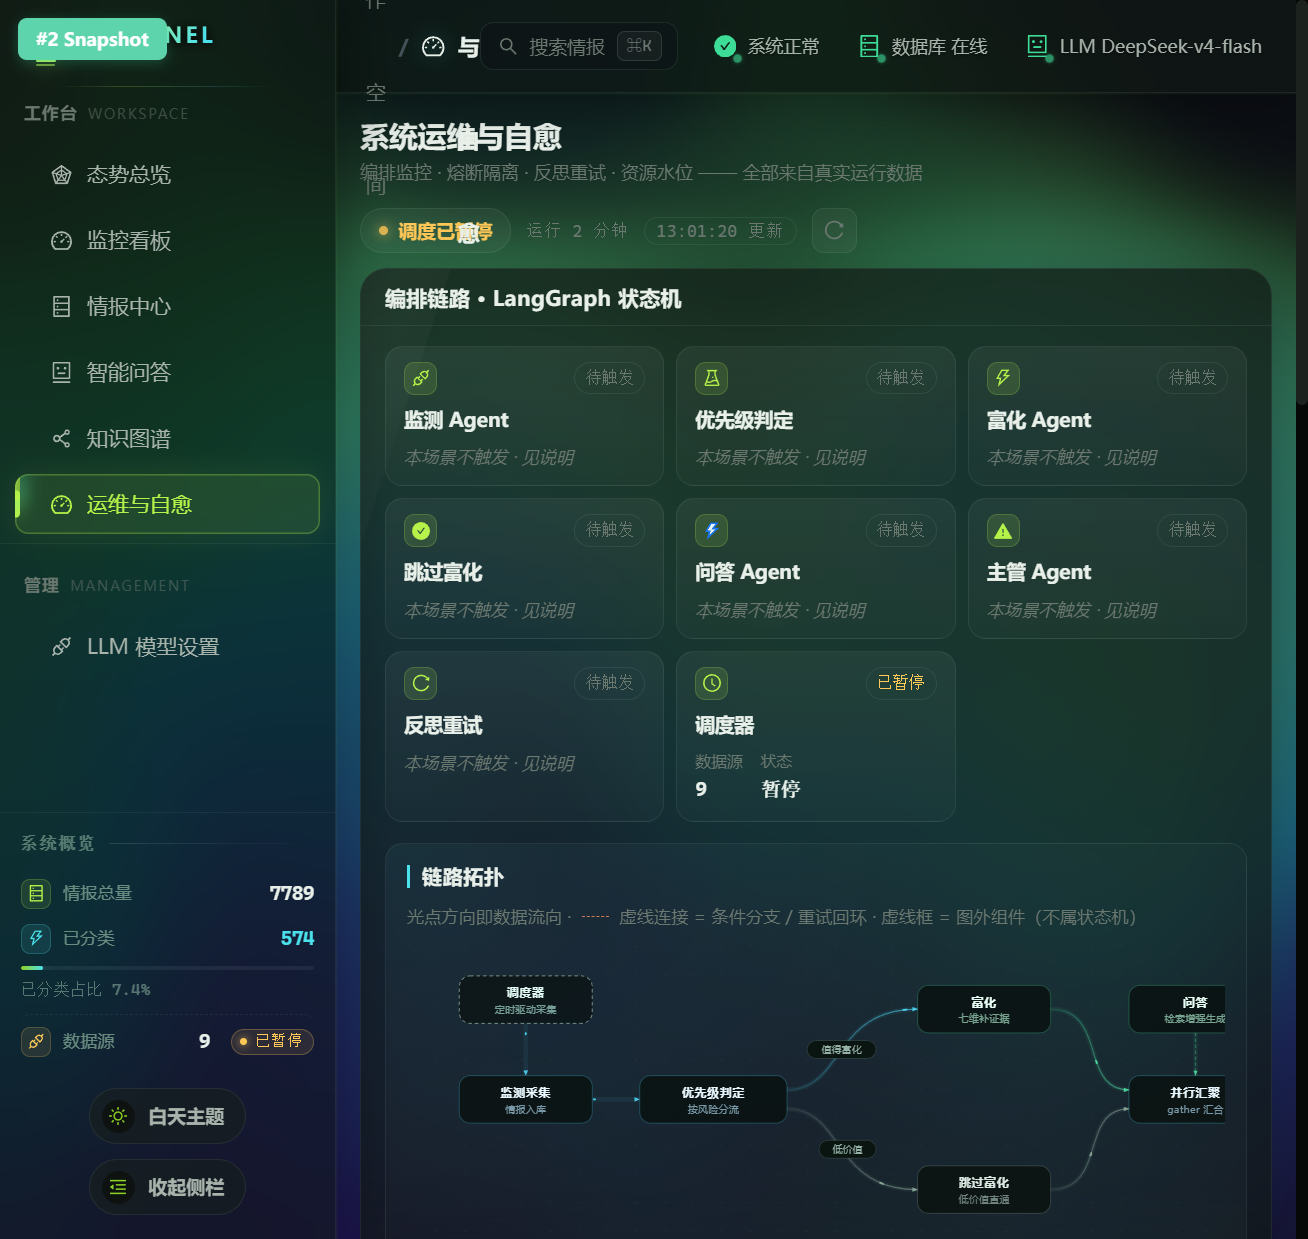 #2 Snapshot
NEL
工作台 WORKSPACE
态势总览
监控看板
情报中心
智能问答
知识图谱
运维与自愈
管理 MANAGEMENT
LLM 模型设置
系统概览
情报总量 7789
已分类 574
已分类占比 7.4%
数据源 9 已暂停
白天主题
收起侧栏
作
空
间
/ 与
愈
搜索情报 ⌘K
系统正常
数据库 在线
LLM DeepSeek-v4-flash
系统运维与自愈
编排监控 · 熔断隔离 · 反思重试 · 资源水位 —— 全部来自真实运行数据
调度已暂停 运行 2 分钟 13:01:20 更新
编排链路 • LangGraph 状态机
待触发
监测 Agent
本场景不触发 · 见说明
待触发
优先级判定
本场景不触发 · 见说明
待触发
富化 Agent
本场景不触发 · 见说明
待触发
跳过富化
本场景不触发 · 见说明
待触发
问答 Agent
本场景不触发 · 见说明
待触发
主管 Agent
本场景不触发 · 见说明
待触发
反思重试
本场景不触发 · 见说明
已暂停
调度器
数据源 状态
9 暂停
链路拓扑
光点方向即数据流向 · ------ 虚线连接 = 条件分支 / 重试回环 · 虚线框 = 图外组件（不属状态机）
调度器
定时驱动采集
监测采集
情报入库
优先级判定
按风险分流
值得富化
低价值
富化
七维补证据
跳过富化
低价值直通
问答
检索增强生成
并行汇聚
gather 汇合